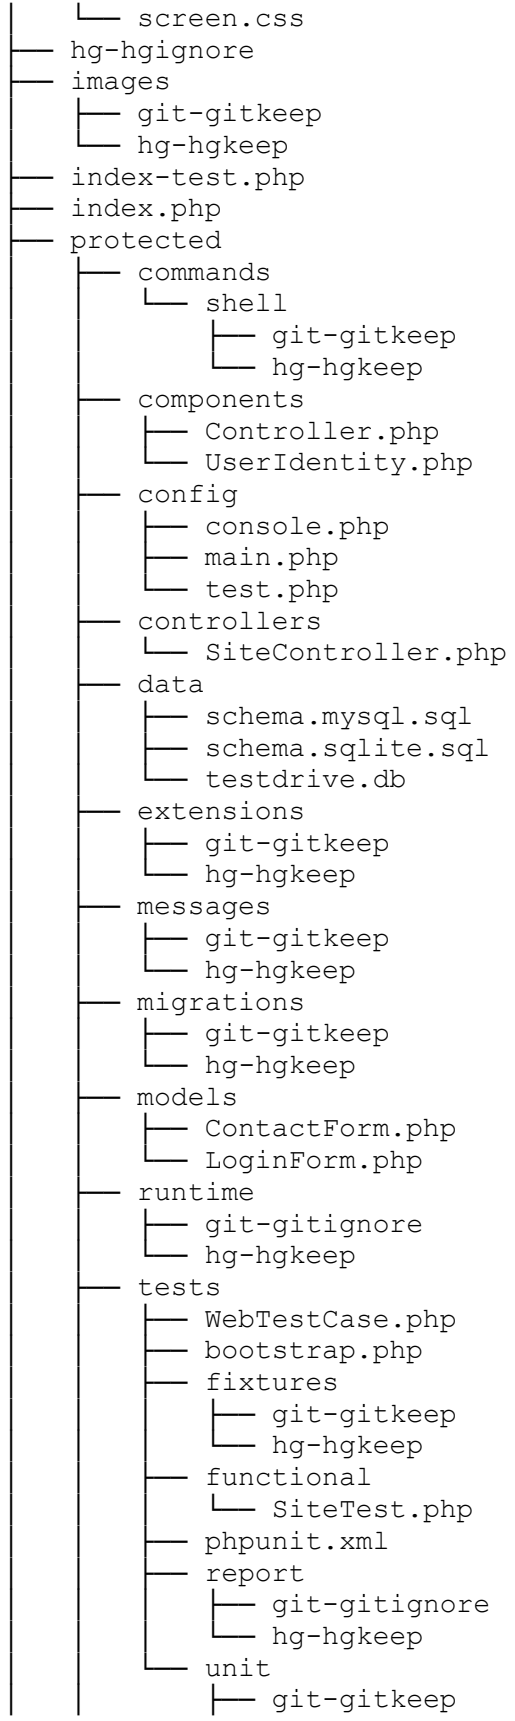 │   └── screen.css
├── hg-hgignore
├── images
│   ├── git-gitkeep
│   └── hg-hgkeep
├── index-test.php
├── index.php
├── protected
│   ├── commands
│   │   └── shell
│   │       ├── git-gitkeep
│   │       └── hg-hgkeep
│   ├── components
│   │   ├── Controller.php
│   │   └── UserIdentity.php
│   ├── config
│   │   ├── console.php
│   │   ├── main.php
│   │   └── test.php
│   ├── controllers
│   │   └── SiteController.php
│   ├── data
│   │   ├── schema.mysql.sql
│   │   ├── schema.sqlite.sql
│   │   └── testdrive.db
│   ├── extensions
│   │   ├── git-gitkeep
│   │   └── hg-hgkeep
│   ├── messages
│   │   ├── git-gitkeep
│   │   └── hg-hgkeep
│   ├── migrations
│   │   ├── git-gitkeep
│   │   └── hg-hgkeep
│   ├── models
│   │   ├── ContactForm.php
│   │   └── LoginForm.php
│   ├── runtime
│   │   ├── git-gitignore
│   │   └── hg-hgkeep
│   ├── tests
│   │   ├── WebTestCase.php
│   │   ├── bootstrap.php
│   │   ├── fixtures
│   │   │   ├── git-gitkeep
│   │   │   └── hg-hgkeep
│   │   ├── functional
│   │   │   └── SiteTest.php
│   │   ├── phpunit.xml
│   │   ├── report
│   │   │   ├── git-gitignore
│   │   │   └── hg-hgkeep
│   │   └── unit
│   │       ├── git-gitkeep